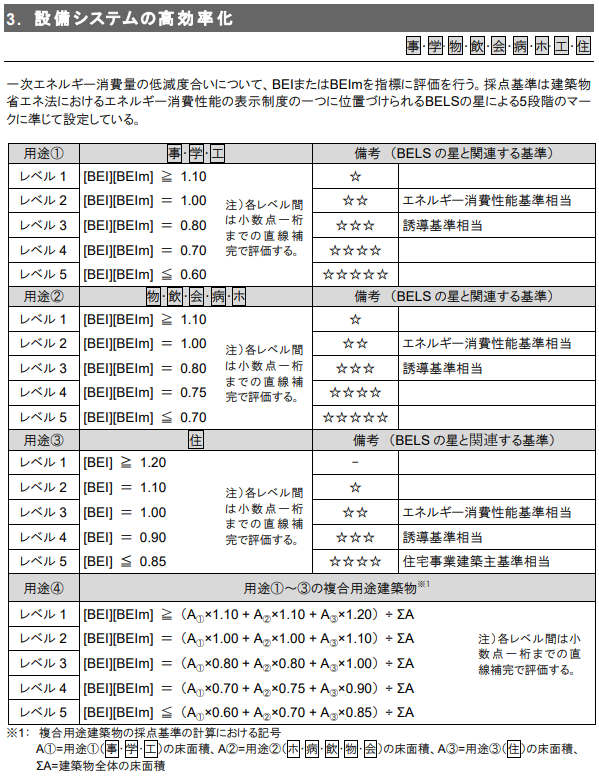 3. 設備システムの高効率化
事・学・物・飲・会・病・ホ・工・住
一次エネルギー消費量の低減度合いについて、BEIまたはBEImを指標に評価を行う。採点基準は建築物
省エネ法におけるエネルギー消費性能の表示制度の一つに位置づけられるBELSの星による5段階のマー
クに準じて設定している。
用途① 事・学・工 備考 （BELS の星と関連する基準）
レベル 1 [BEI][BEIm] ≧ 1.10 ☆
レベル 2 [BEI][BEIm] ＝ 1.00 ☆☆ エネルギー消費性能基準相当
レベル 3 [BEI][BEIm] ＝ 0.80 ☆☆☆ 誘導基準相当
レベル 4 [BEI][BEIm] ＝ 0.70 ☆☆☆☆
レベル 5 [BEI][BEIm] ≦ 0.60 ☆☆☆☆☆
注）各レベル間
は小数点一桁
までの直線補
完で評価する。
用途② 物・飲・会・病・ホ 備考 （BELS の星と関連する基準）
レベル 1 [BEI][BEIm] ≧ 1.10 ☆
レベル 2 [BEI][BEIm] ＝ 1.00 ☆☆ エネルギー消費性能基準相当
レベル 3 [BEI][BEIm] ＝ 0.80 ☆☆☆ 誘導基準相当
レベル 4 [BEI][BEIm] ＝ 0.75 ☆☆☆☆
レベル 5 [BEI][BEIm] ≦ 0.70 ☆☆☆☆☆
注）各レベル間
は小数点一桁
までの直線補
完で評価する。
用途③ 住 備考 （BELS の星と関連する基準）
レベル 1 [BEI] ≧ 1.20 －
レベル 2 [BEI] ＝ 1.10 ☆
レベル 3 [BEI] ＝ 1.00 ☆☆ エネルギー消費性能基準相当
レベル 4 [BEI] ＝ 0.90 ☆☆☆ 誘導基準相当
レベル 5 [BEI] ≦ 0.85 ☆☆☆☆ 住宅事業建築主基準相当
注）各レベル間
は小数点一桁
までの直線補
完で評価する。
用途④ 用途①～③の複合用途建築物※1
レベル 1 [BEI][BEIm] ≧（A①×1.10 + A②×1.10 + A③×1.20）÷ ΣA
レベル 2 [BEI][BEIm] ＝（A①×1.00 + A②×1.00 + A③×1.10）÷ ΣA
レベル 3 [BEI][BEIm] ＝（A①×0.80 + A②×0.80 + A③×1.00）÷ ΣA
レベル 4 [BEI][BEIm] ＝（A①×0.70 + A②×0.75 + A③×0.90）÷ ΣA
レベル 5 [BEI][BEIm] ≦（A①×0.60 + A②×0.70 + A③×0.85）÷ ΣA
注）各レベル間は小
数点一桁までの直
線補完で評価する。
※1： 複合用途建築物の採点基準の計算における記号
A①=用途①（事・学・工）の床面積、A②=用途②（ホ・病・飲・物・会）の床面積、A③=用途③（住）の床面積、
ΣA=建築物全体の床面積